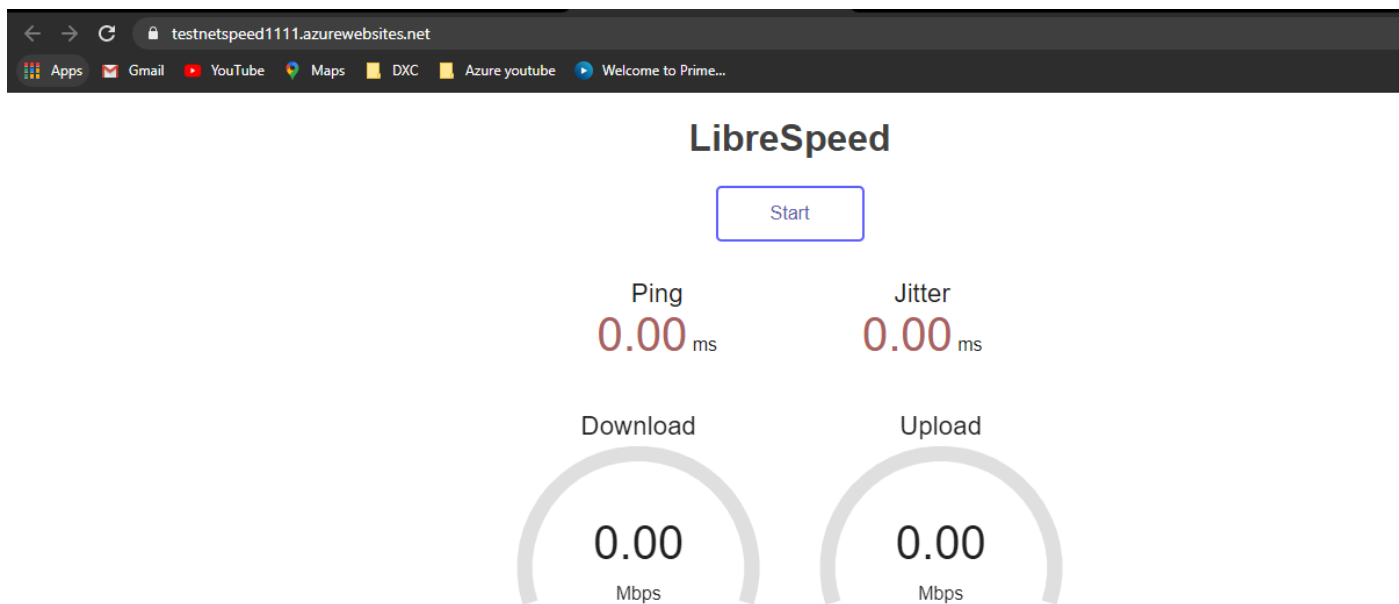 testnetspeed1111.azurewebsites.net
Apps Gmail YouTube Maps DXC Azure youtube Welcome to Prime...
LibreSpeed
Start
Ping Jitter
0.00 ms 0.00 ms
Download Upload
0.00 0.00
Mbps Mbps